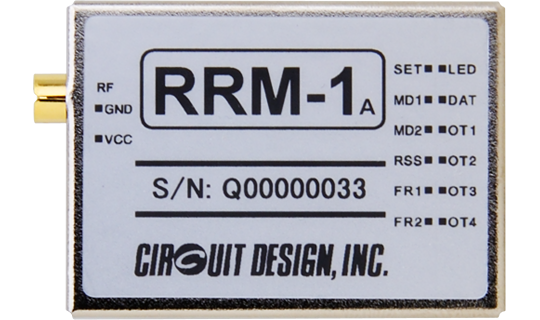 RF
■GND
■VCC
RRM-1A
S/N: Q00000033
CIRCUIT DESIGN, INC.
SET■ ■LED
MD1■ ■DAT
MD2■ ■OT1
RSS■ ■OT2
FR1■ ■OT3
FR2■ ■OT4